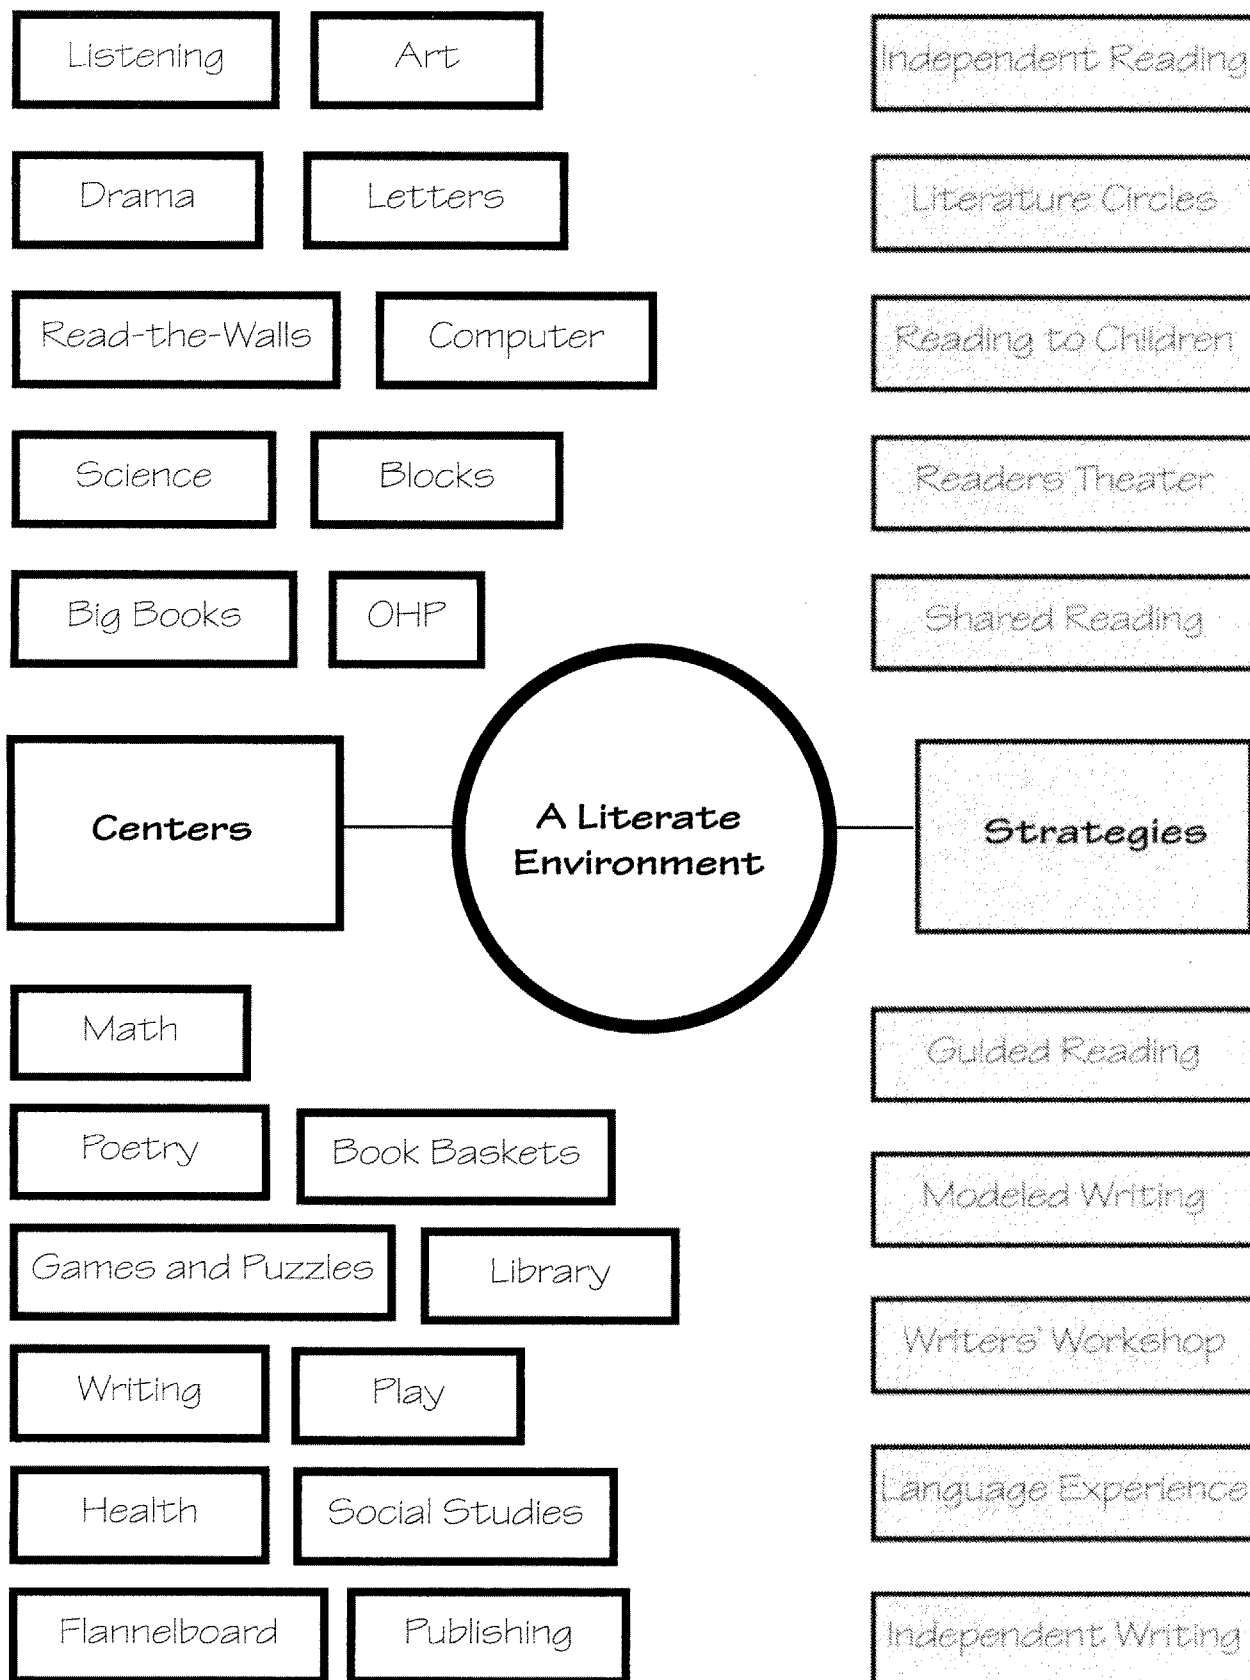 Listening
Art
Independent Reading
Drama
Letters
Literature Circles
Read-the-Walls
Computer
Reading to Children
Science
Blocks
Readers Theater
Big Books
OHP
Shared Reading
Centers
A Literate
Environment
Strategies
Math
Guided Reading
Poetry
Book Baskets
Modeled Writing
Games and Puzzles
Library
Writers' Workshop
Writing
Play
Health
Social Studies
Language Experience
Flannelboard
Publishing
Independent Writing